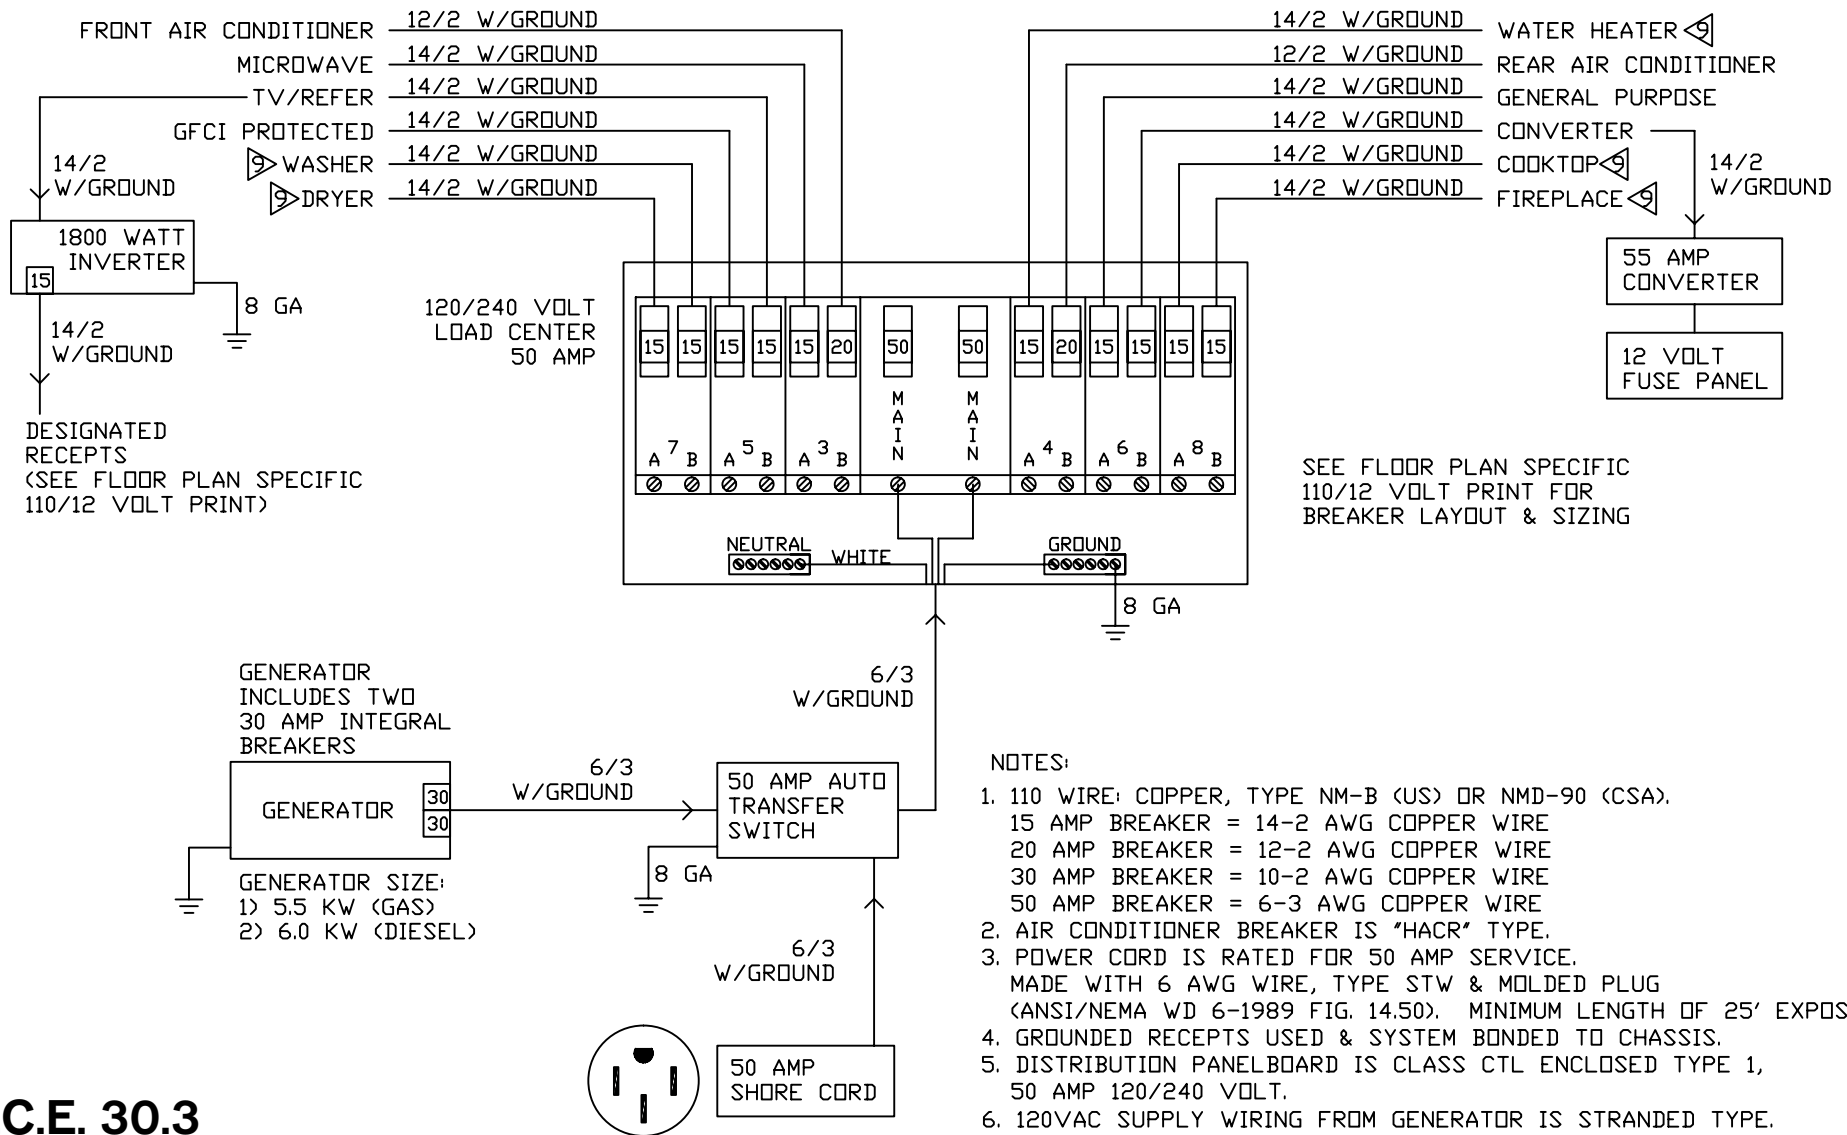 FRONT AIR CONDITIONER
12/2 W/GROUND
MICROWAVE
14/2 W/GROUND
TV/REFER
14/2 W/GROUND
GFCI PROTECTED
14/2 W/GROUND
9 WASHER
14/2 W/GROUND
9 DRYER
14/2 W/GROUND
14/2 W/GROUND
WATER HEATER 9
12/2 W/GROUND
REAR AIR CONDITIONER
14/2 W/GROUND
GENERAL PURPOSE
14/2 W/GROUND
CONVERTER
14/2 W/GROUND
COOKTOP 9
14/2 W/GROUND
FIREPLACE 9
14/2
W/GROUND
1800 WATT
INVERTER
15
8 GA
14/2
W/GROUND
DESIGNATED
RECEPTS
(SEE FLOOR PLAN SPECIFIC
110/12 VOLT PRINT)
14/2
W/GROUND
55 AMP
CONVERTER
12 VOLT
FUSE PANEL
120/240 VOLT
LOAD CENTER
50 AMP
15 15 15 15 15 20 50 50 15 20 15 15 15 15
MAIN
MAIN
A 7 B A 5 B A 3 B A 4 B A 6 B A 8 B
NEUTRAL
WHITE
GROUND
8 GA
SEE FLOOR PLAN SPECIFIC
110/12 VOLT PRINT FOR
BREAKER LAYOUT & SIZING
6/3
W/GROUND
GENERATOR
INCLUDES TWO
30 AMP INTEGRAL
BREAKERS
GENERATOR
30
30
6/3
W/GROUND
50 AMP AUTO
TRANSFER
SWITCH
8 GA
GENERATOR SIZE:
1) 5.5 KW (GAS)
2) 6.0 KW (DIESEL)
6/3
W/GROUND
50 AMP
SHORE CORD
NOTES:
1. 110 WIRE: COPPER, TYPE NM-B (US) OR NMD-90 (CSA).
15 AMP BREAKER = 14-2 AWG COPPER WIRE
20 AMP BREAKER = 12-2 AWG COPPER WIRE
30 AMP BREAKER = 10-2 AWG COPPER WIRE
50 AMP BREAKER = 6-3 AWG COPPER WIRE
2. AIR CONDITIONER BREAKER IS "HACR" TYPE.
3. POWER CORD IS RATED FOR 50 AMP SERVICE.
MADE WITH 6 AWG WIRE, TYPE STW & MOLDED PLUG
(ANSI/NEMA WD 6-1989 FIG. 14.50). MINIMUM LENGTH OF 25' EXPOS
4. GROUNDED RECEPTS USED & SYSTEM BONDED TO CHASSIS.
5. DISTRIBUTION PANELBOARD IS CLASS CTL ENCLOSED TYPE 1,
50 AMP 120/240 VOLT.
6. 120VAC SUPPLY WIRING FROM GENERATOR IS STRANDED TYPE.
C.E. 30.3